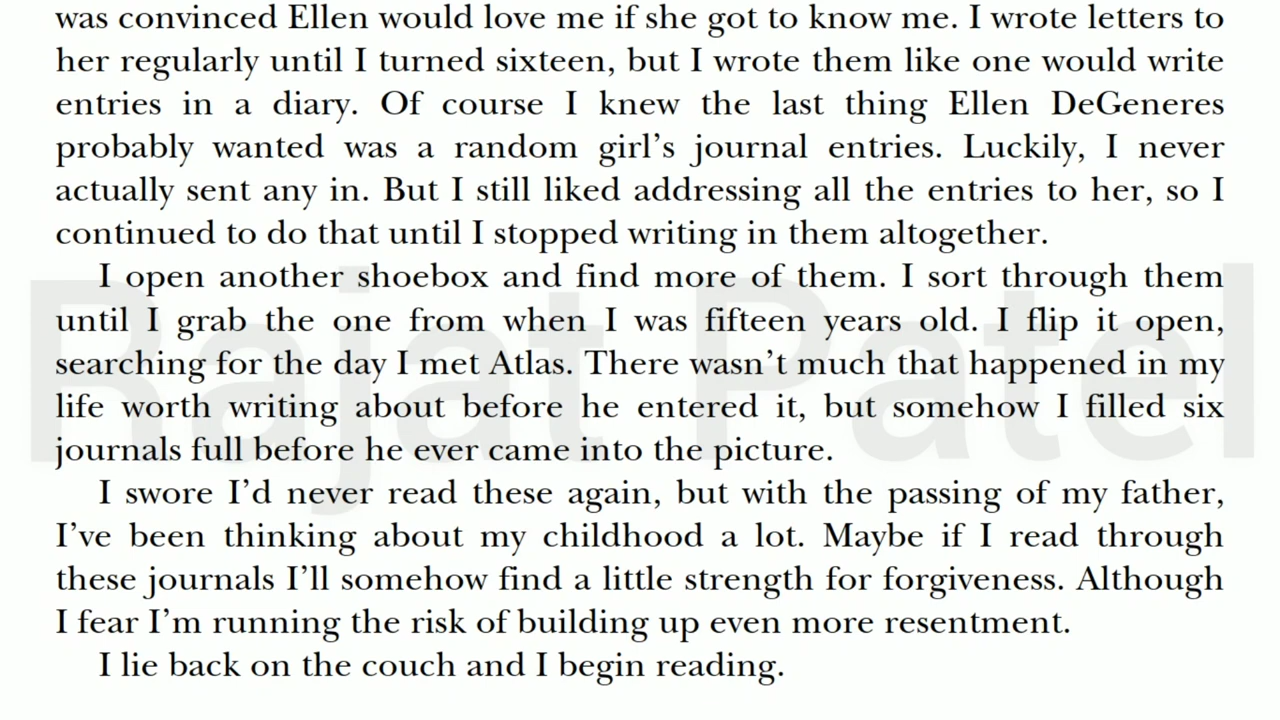 was convinced Ellen would love me if she got to know me. I wrote letters to
her regularly until I turned sixteen, but I wrote them like one would write
entries in a diary. Of course I knew the last thing Ellen DeGeneres
probably wanted was a random girl’s journal entries. Luckily, I never
actually sent any in. But I still liked addressing all the entries to her, so I
continued to do that until I stopped writing in them altogether.
I open another shoebox and find more of them. I sort through them
until I grab the one from when I was fifteen years old. I flip it open,
searching for the day I met Atlas. There wasn’t much that happened in my
life worth writing about before he entered it, but somehow I filled six
journals full before he ever came into the picture.
I swore I’d never read these again, but with the passing of my father,
I’ve been thinking about my childhood a lot. Maybe if I read through
these journals I’ll somehow find a little strength for forgiveness. Although
I fear I’m running the risk of building up even more resentment.
I lie back on the couch and I begin reading.
Rajat Patel